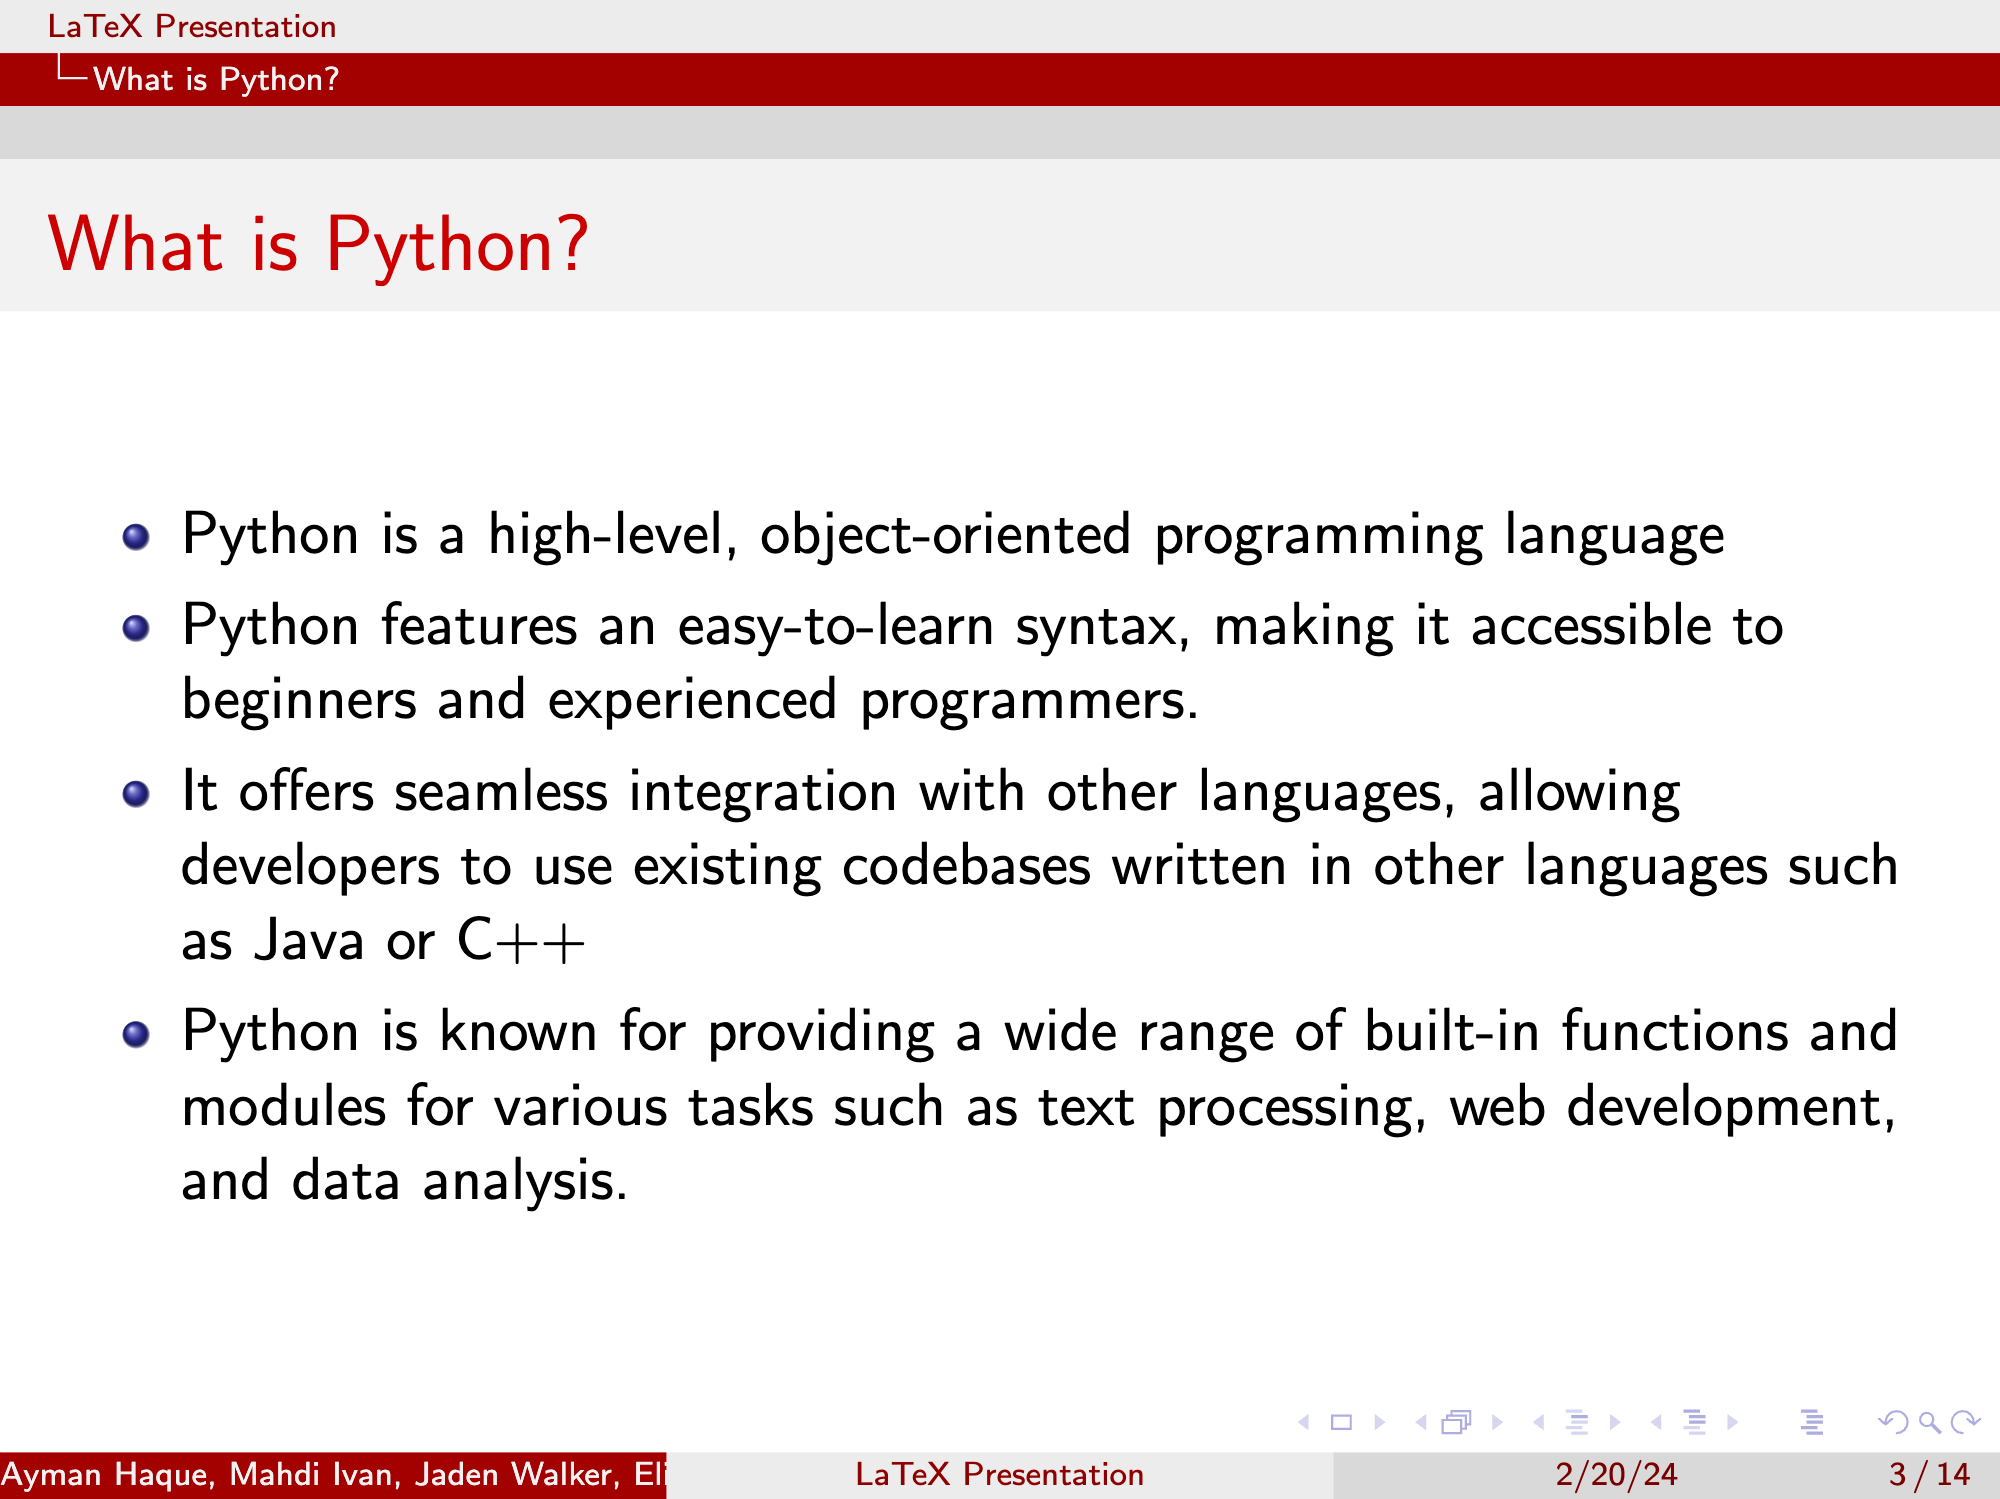 LaTeX Presentation
What is Python?
What is Python?
Python is a high-level, object-oriented programming language
Python features an easy-to-learn syntax, making it accessible to
beginners and experienced programmers.
It offers seamless integration with other languages, allowing
developers to use existing codebases written in other languages such
as Java or C++
Python is known for providing a wide range of built-in functions and
modules for various tasks such as text processing, web development,
and data analysis.
Ayman Haque, Mahdi Ivan, Jaden Walker, Eli LaTeX Presentation 2/20/24 3 / 14